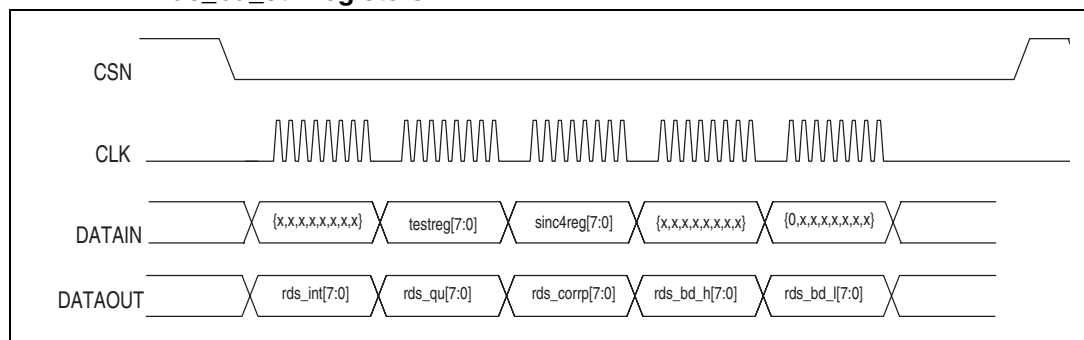 CSN
CLK
DATAIN {x,x,x,x,x,x,x,x} testreg[7:0] sinc4reg[7:0] {x,x,x,x,x,x,x,x} {0,x,x,x,x,x,x,x}
DATAOUT rds_int[7:0] rds_qu[7:0] rds_corrp[7:0] rds_bd_h[7:0] rds_bd_l[7:0]